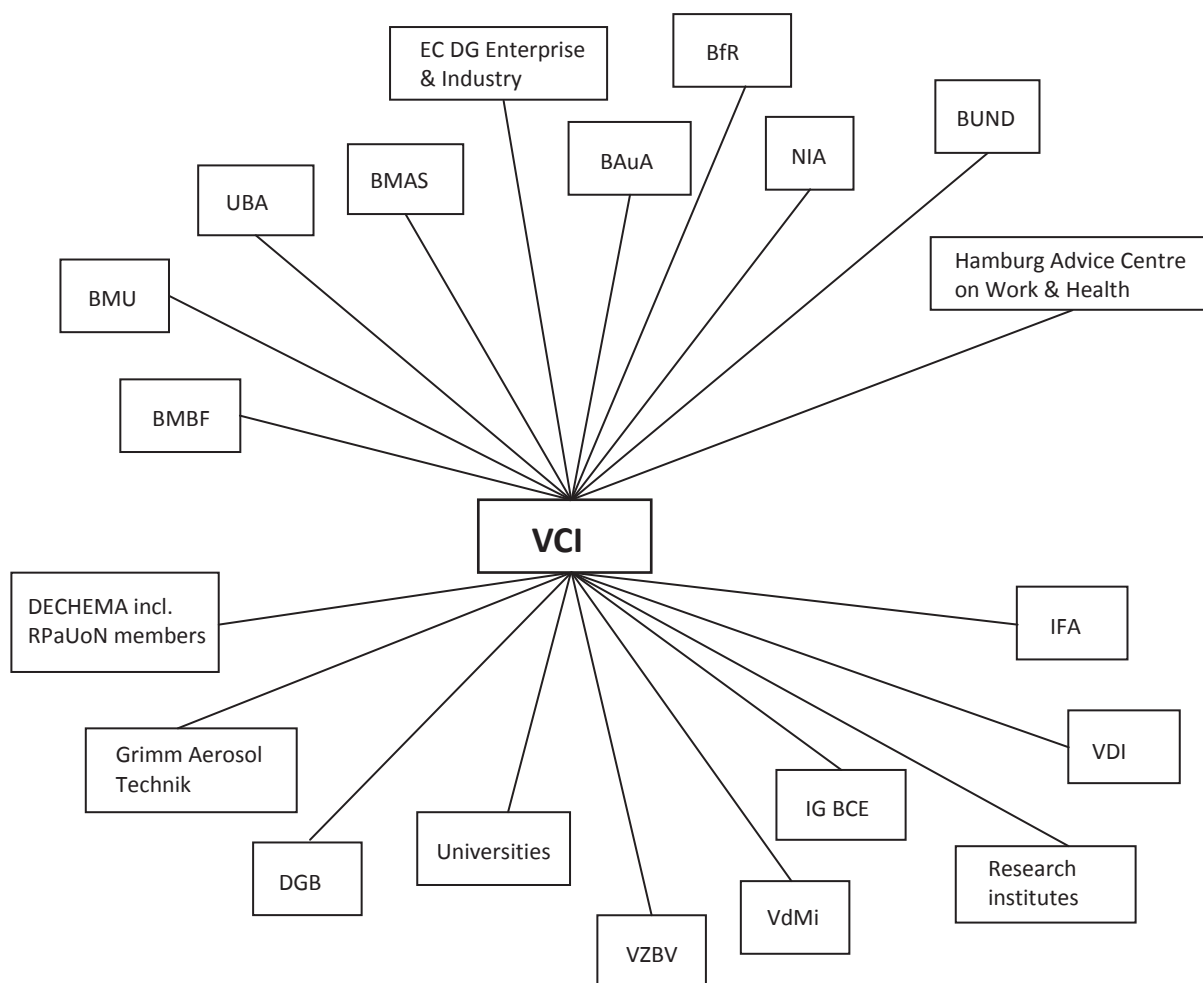 EC DG Enterprise
& Industry
BfR
BUND
BAuA
NIA
BMAS
UBA
Hamburg Advice Centre
on Work & Health
BMU
BMBF
VCI
DECHEMA incl.
RPaUoN members
IFA
Grimm Aerosol
Technik
VDI
IG BCE
Universities
DGB
Research
institutes
VdMi
VZBV